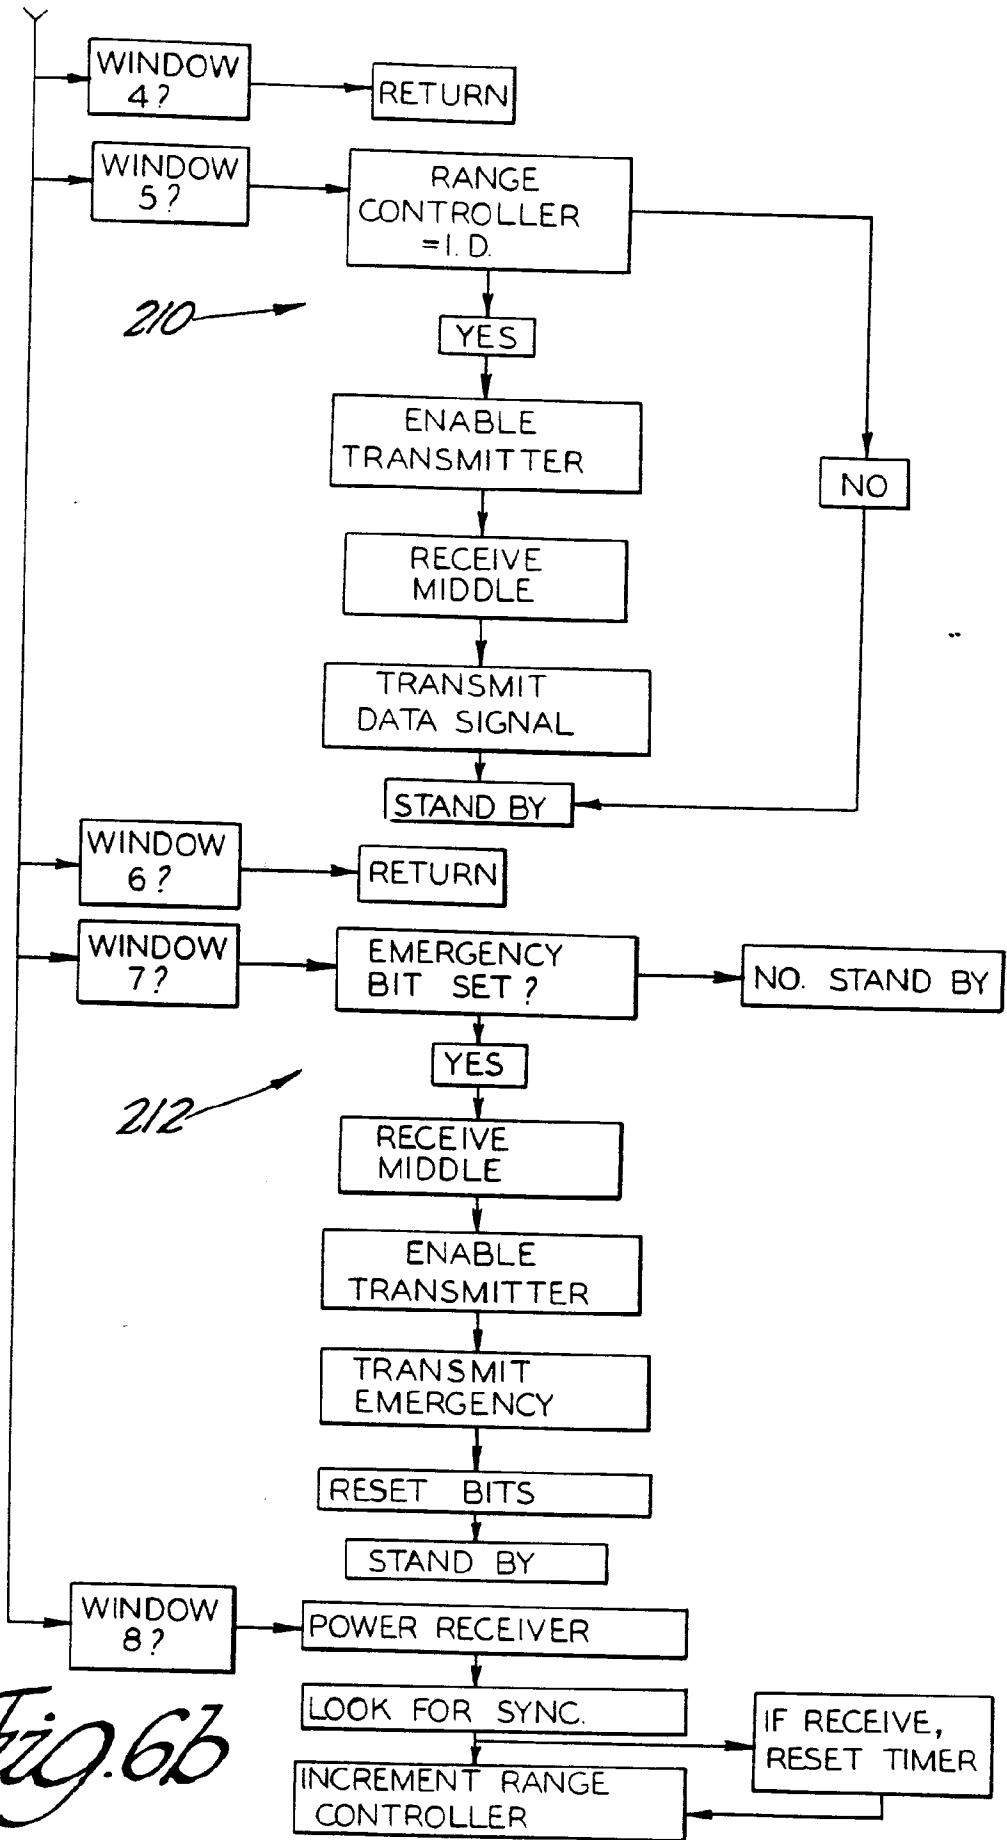 WINDOW
4?
RETURN
WINDOW
5?
RANGE
CONTROLLER
=I.D.
210
YES
ENABLE
TRANSMITTER
NO
RECEIVE
MIDDLE
TRANSMIT
DATA SIGNAL
STAND BY
WINDOW
6?
RETURN
WINDOW
7?
EMERGENCY
BIT SET?
NO. STAND BY
YES
212
RECEIVE
MIDDLE
ENABLE
TRANSMITTER
TRANSMIT
EMERGENCY
RESET BITS
STAND BY
WINDOW
8?
POWER RECEIVER
LOOK FOR SYNC.
IF RECEIVE,
RESET TIMER
INCREMENT RANGE
CONTROLLER
Fig. 6b